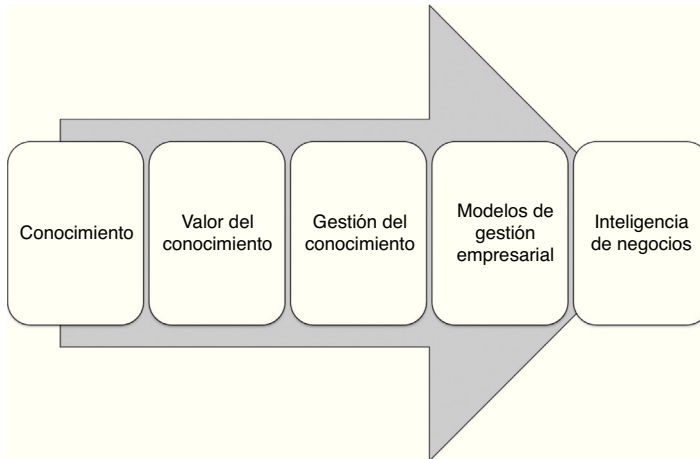 Conocimiento
Valor del
conocimiento
Gestión del
conocimiento
Modelos de
gestión
empresarial
Inteligencia
de negocios